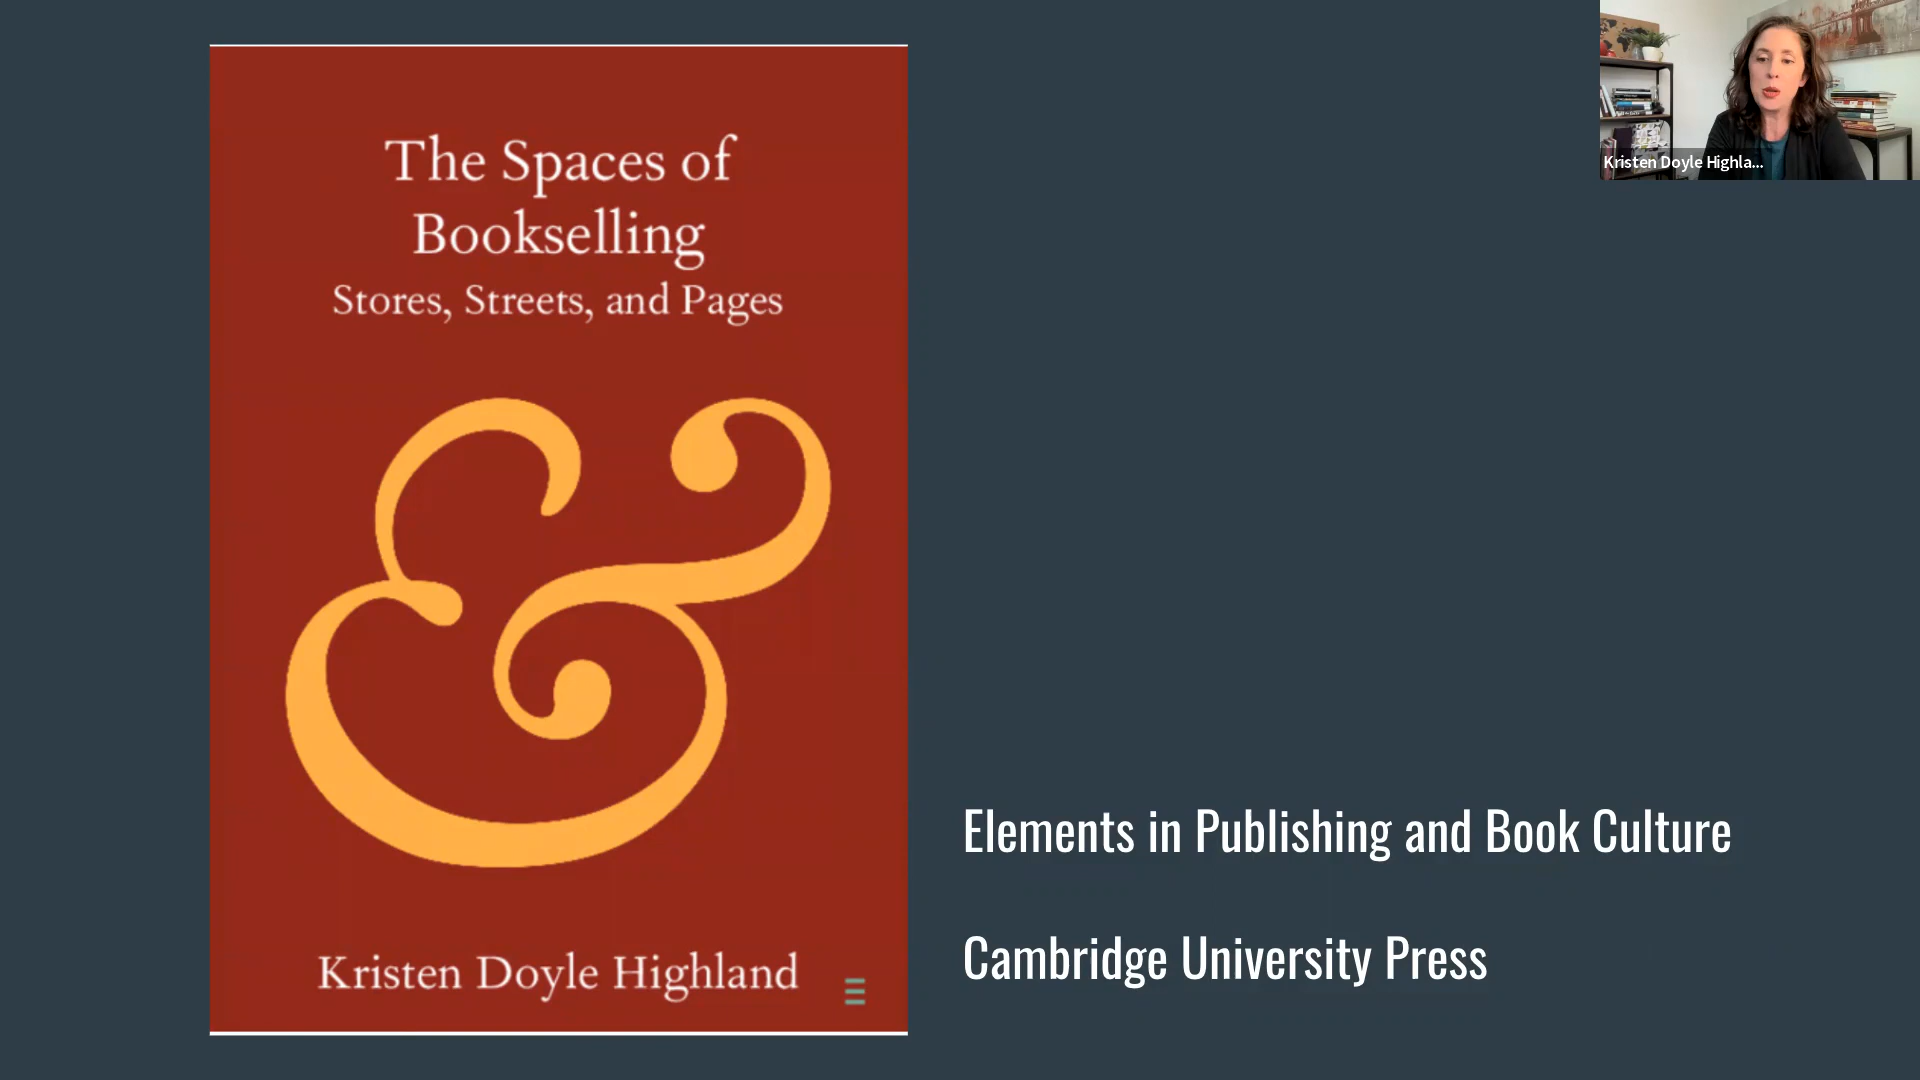 The Spaces of
Bookselling
Stores, Streets, and Pages
&
Kristen Doyle Highland
Elements in Publishing and Book Culture
Cambridge University Press
Kristen Doyle Highla...